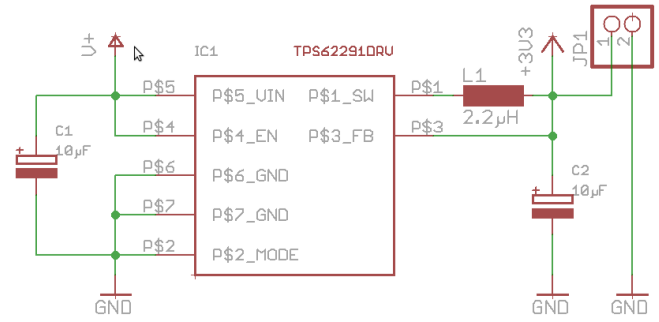 V+
IC1
TPS62291DRV
+3V3
JP1
1
2
P$5
P$5_VIN
P$1_SW
P$1
L1
2.2µH
C1
10µF
P$4
P$4_EN
P$3_FB
P$3
P$6
P$6_GND
C2
10µF
P$7
P$7_GND
P$2
P$2_MODE
GND
GND
GND